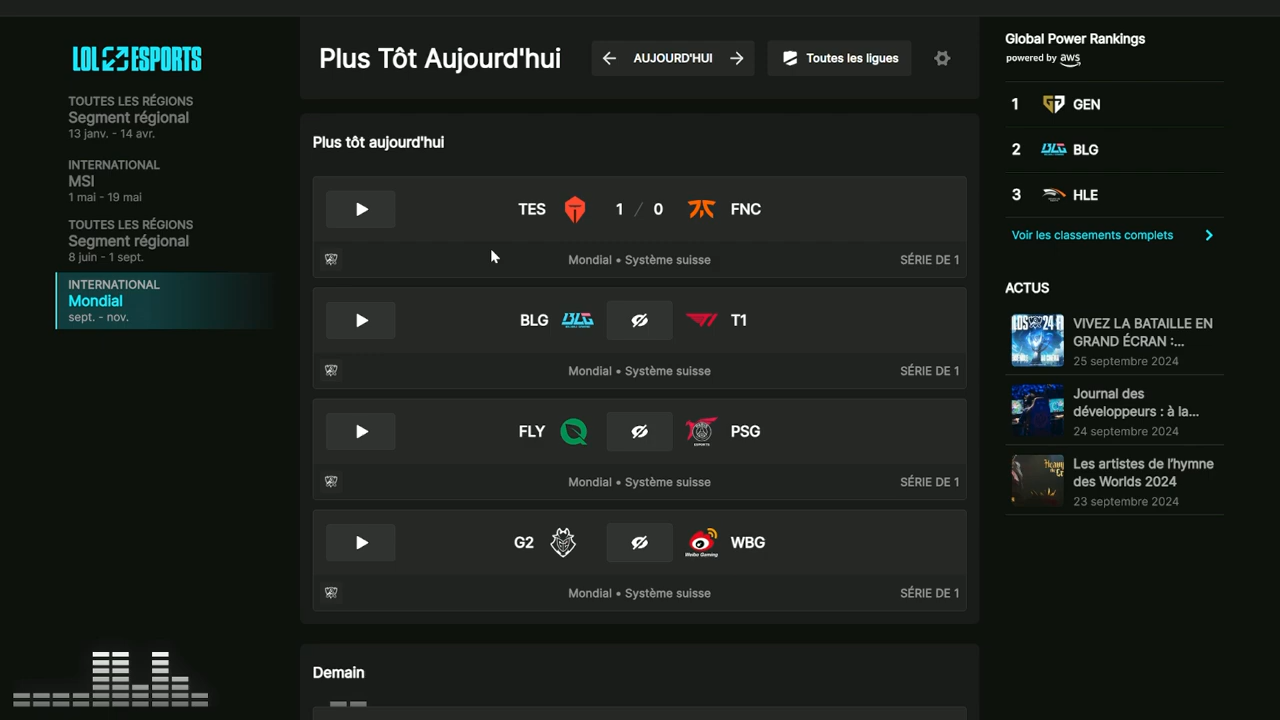 LOL ESPORTS
TOUTES LES RÉGIONS
Segment régional
13 janv. - 14 avr.
INTERNATIONAL
MSI
1 mai - 19 mai
TOUTES LES RÉGIONS
Segment régional
8 juin - 1 sept.
INTERNATIONAL
Mondial
sept. - nov.
Plus Tôt Aujourd'hui
AUJOURD'HUI
Toutes les ligues
Plus tôt aujourd'hui
TES 1 / 0 FNC
Mondial • Système suisse SÉRIE DE 1
BLG BLG T1
Mondial • Système suisse SÉRIE DE 1
FLY PSG
Mondial • Système suisse SÉRIE DE 1
G2 Weibo Gaming WBG
Mondial • Système suisse SÉRIE DE 1
Demain
Global Power Rankings
powered by aws
1 GEN
2 BLG BLG
3 HLE
Voir les classements complets
ACTUS
VIVEZ LA BATAILLE EN
GRAND ÉCRAN :...
25 septembre 2024
Journal des
développeurs : à la...
24 septembre 2024
Les artistes de l'hymne
des Worlds 2024
23 septembre 2024